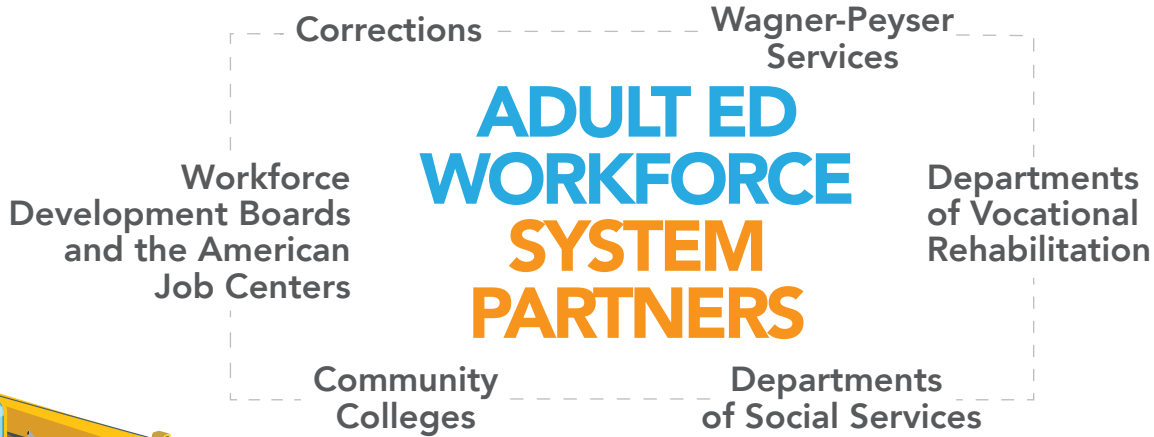 Corrections
Wagner-Peyser
Services
ADULT ED
WORKFORCE
SYSTEM
PARTNERS
Workforce
Development Boards
and the American
Job Centers
Departments
of Vocational
Rehabilitation
Community
Colleges
Departments
of Social Services